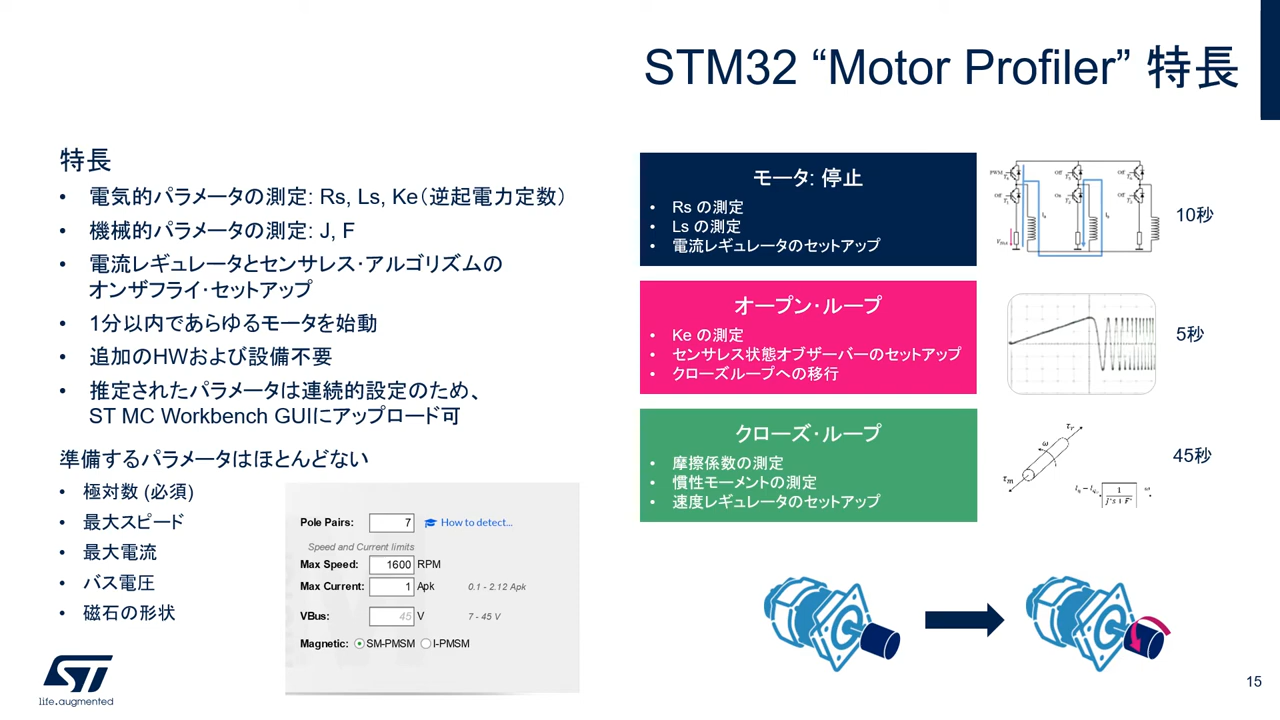 STM32 “Motor Profiler” 特長
特長
• 電気的パラメータの測定: Rs, Ls, Ke（逆起電力定数）
• 機械的パラメータの測定: J, F
• 電流レギュレータとセンサレス・アルゴリズムの
オンザフライ・セットアップ
• 1分以内であらゆるモータを始動
• 追加のHWおよび設備不要
• 推定されたパラメータは連続的設定のため、
ST MC Workbench GUIにアップロード可
準備するパラメータはほとんどない
• 極対数 (必須)
• 最大スピード
• 最大電流
• バス電圧
• 磁石の形状
Pole Pairs: 7 How to detect...
Speed and Current limits
Max Speed: 1600 RPM
Max Current: 1 Apk 0.1 - 2.12 Apk
VBus: 45 V 7 - 45 V
Magnetic: SM-PMSM I-PMSM
モータ: 停止
• Rs の測定
• Ls の測定
• 電流レギュレータのセットアップ
10秒
PWM Off Off
Off On Off
オープン・ループ
• Ke の測定
• センサレス状態オブザーバーのセットアップ
• クローズループへの移行
5秒
クローズ・ループ
• 摩擦係数の測定
• 慣性モーメントの測定
• 速度レギュレータのセットアップ
45秒
τr
ω
τm
ST
life.augmented
15